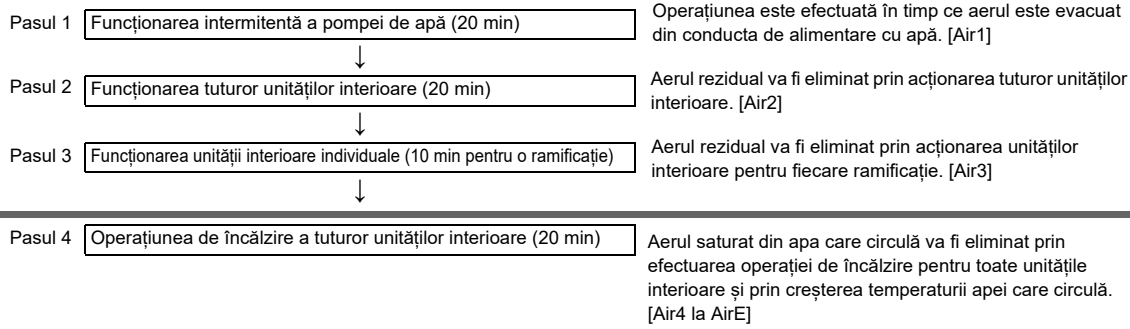 Pasul 1 Funcționarea intermitentă a pompei de apă (20 min)
Operațiunea este efectuată în timp ce aerul este evacuat
din conducta de alimentare cu apă. [Air1]
↓
Pasul 2 Funcționarea tuturor unităților interioare (20 min)
Aerul rezidual va fi eliminat prin acționarea tuturor unităților
interioare. [Air2]
↓
Pasul 3 Funcționarea unității interioare individuale (10 min pentru o ramificație)
Aerul rezidual va fi eliminat prin acționarea unităților
interioare pentru fiecare ramificație. [Air3]
↓
Pasul 4 Operațiunea de încălzire a tuturor unităților interioare (20 min)
Aerul saturat din apa care circulă va fi eliminat prin
efectuarea operației de încălzire pentru toate unitățile
interioare și prin creșterea temperaturii apei care circulă.
[Air4 la AirE]